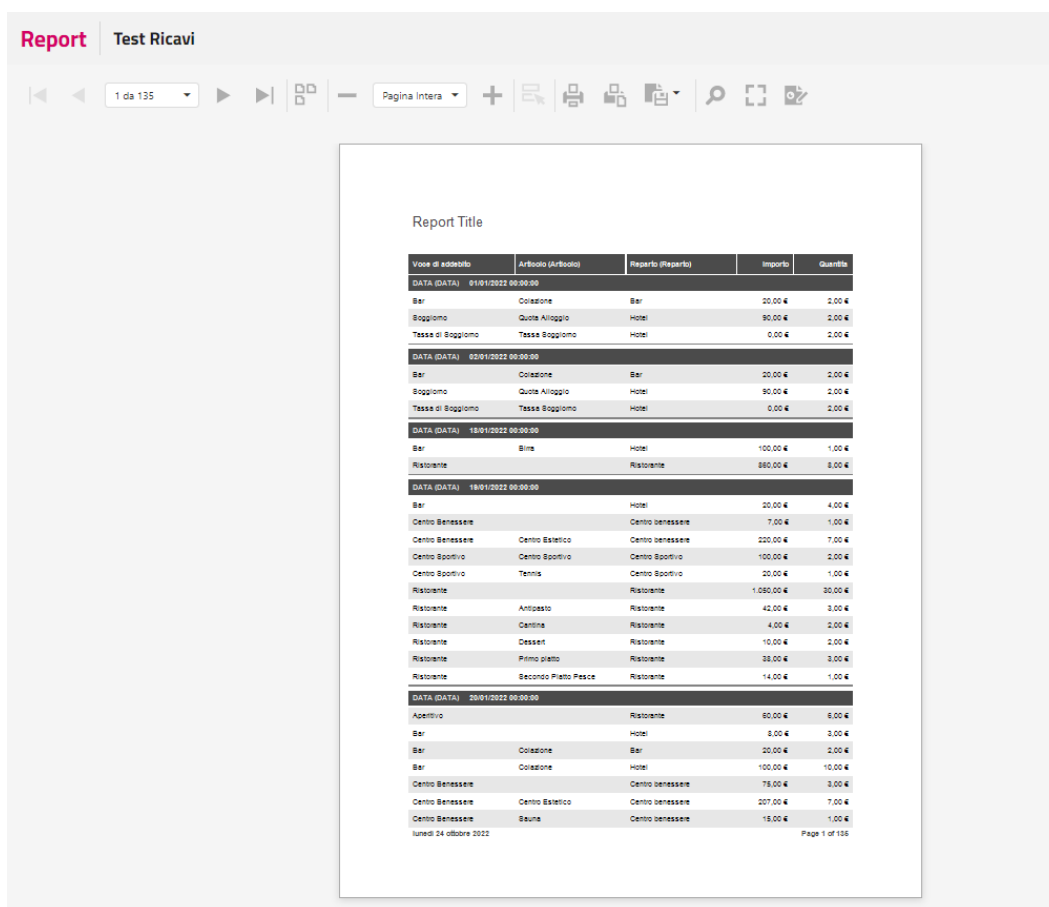 Report Test Ricavi
1 da 135 Pagina Intera
Report Title
Voce di addebito Articolo (Articolo) Reparto (Reparto) Importo Quantita
DATA (DATA) 01/01/2022 00:00:00
Bar Colazione Bar 20,00 € 2,00 €
Soggiorno Quota Alloggio Hotel 90,00 € 2,00 €
Tassa di Soggiorno Tassa Soggiorno Hotel 0,00 € 2,00 €
DATA (DATA) 02/01/2022 00:00:00
Bar Colazione Bar 20,00 € 2,00 €
Soggiorno Quota Alloggio Hotel 90,00 € 2,00 €
Tassa di Soggiorno Tassa Soggiorno Hotel 0,00 € 2,00 €
DATA (DATA) 18/01/2022 00:00:00
Bar Birra Hotel 100,00 € 1,00 €
Ristorante Ristorante 860,00 € 8,00 €
DATA (DATA) 19/01/2022 00:00:00
Bar Hotel 20,00 € 4,00 €
Centro Benessere Centro benessere 7,00 € 1,00 €
Centro Benessere Centro Estetico Centro benessere 220,00 € 7,00 €
Centro Sportivo Centro Sportivo Centro Sportivo 100,00 € 2,00 €
Centro Sportivo Tennis Centro Sportivo 20,00 € 1,00 €
Ristorante Ristorante 1.050,00 € 30,00 €
Ristorante Antipasto Ristorante 42,00 € 3,00 €
Ristorante Cantina Ristorante 4,00 € 2,00 €
Ristorante Dessert Ristorante 10,00 € 2,00 €
Ristorante Primo piatto Ristorante 38,00 € 3,00 €
Ristorante Secondo Piatto Pesce Ristorante 14,00 € 1,00 €
DATA (DATA) 20/01/2022 00:00:00
Aperitivo Ristorante 60,00 € 6,00 €
Bar Hotel 8,00 € 3,00 €
Bar Colazione Bar 20,00 € 2,00 €
Bar Colazione Hotel 100,00 € 10,00 €
Centro Benessere Centro benessere 75,00 € 3,00 €
Centro Benessere Centro Estetico Centro benessere 207,00 € 7,00 €
Centro Benessere Sauna Centro benessere 15,00 € 1,00 €
lunedì 24 ottobre 2022 Page 1 of 135